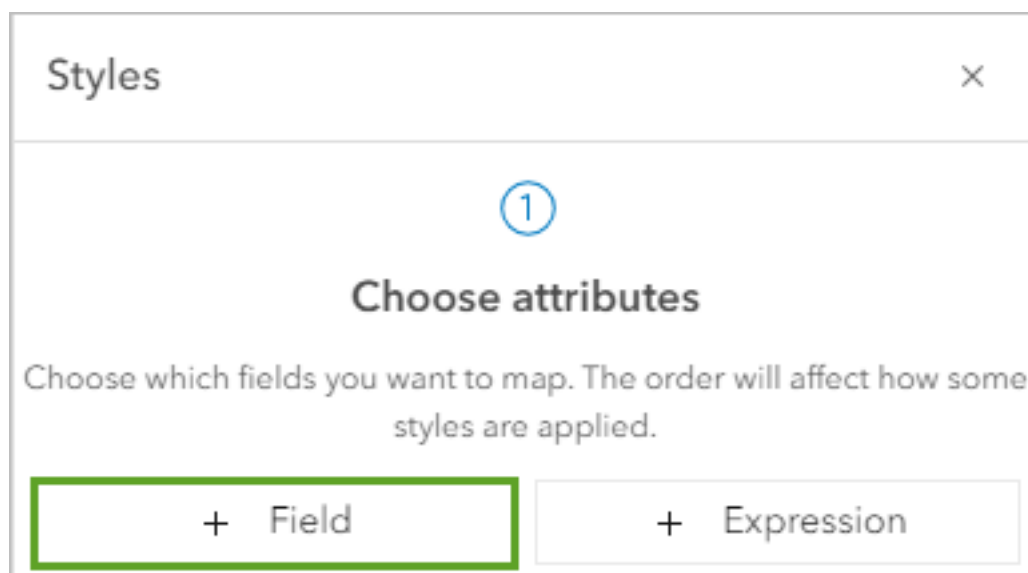 Styles
1
Choose attributes
Choose which fields you want to map. The order will affect how some
styles are applied.
+ Field
+ Expression